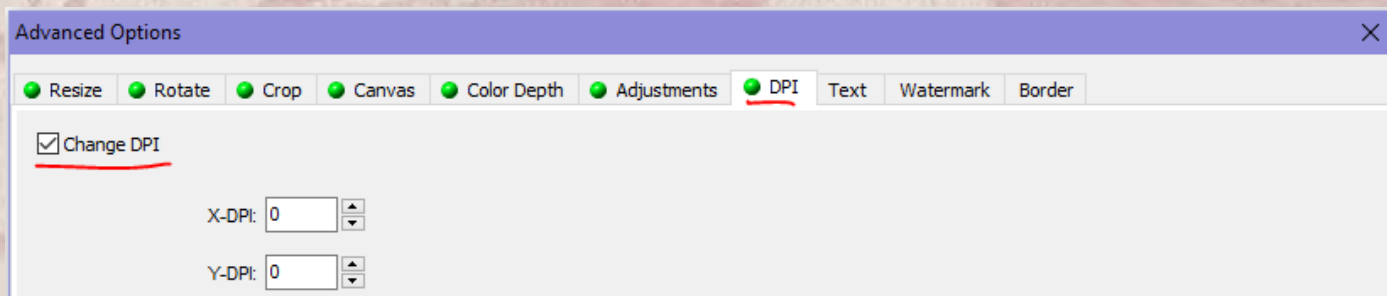 Advanced Options
Resize Rotate Crop Canvas Color Depth Adjustments DPI Text Watermark Border
Change DPI
X-DPI: 0
Y-DPI: 0